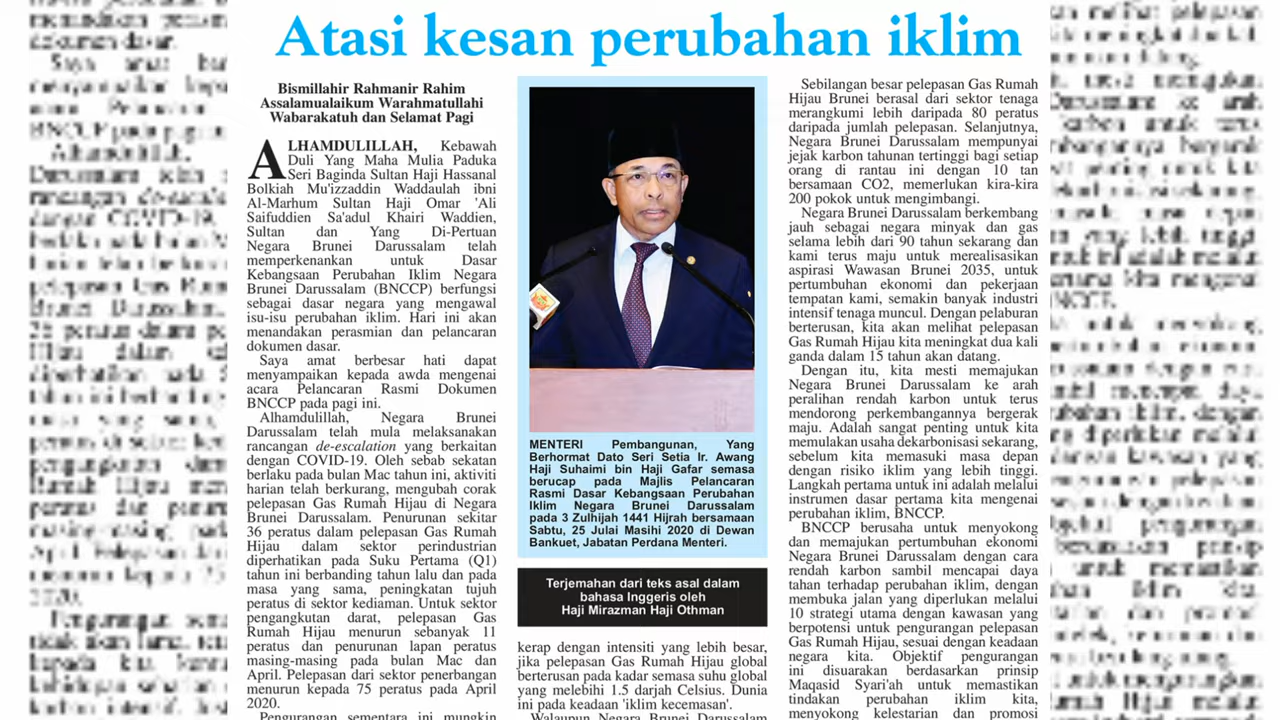 Atasi kesan perubahan iklim
Bismillahir Rahmanir Rahim
Assalamualaikum Warahmatullahi
Wabarakatuh dan Selamat Pagi
ALHAMDULILLAH, Kebawah
Duli Yang Maha Mulia Paduka
Seri Baginda Sultan Haji Hassanal
Bolkiah Mu'izzaddin Waddaulah ibni
Al-Marhum Sultan Haji Omar 'Ali
Saifuddien Sa'adul Khairi Waddien,
Sultan dan Yang Di-Pertuan
Negara Brunei Darussalam telah
memperkenankan untuk Dasar
Kebangsaan Perubahan Iklim Negara
Brunei Darussalam (BNCCP) berfungsi
sebagai dasar negara yang mengawal
isu-isu perubahan iklim. Hari ini akan
menandakan perasmian dan pelancaran
dokumen dasar.
Saya amat berbesar hati dapat
menyampaikan kepada awda mengenai
acara Pelancaran Rasmi Dokumen
BNCCP pada pagi ini.
Alhamdulillah, Negara Brunei
Darussalam telah mula melaksanakan
rancangan de-escalation yang berkaitan
dengan COVID-19. Oleh sebab sekatan
berlaku pada bulan Mac tahun ini, aktiviti
harian telah berkurang, mengubah corak
pelepasan Gas Rumah Hijau di Negara
Brunei Darussalam. Penurunan sekitar
36 peratus dalam pelepasan Gas Rumah
Hijau dalam sektor perindustrian
diperhatikan pada Suku Pertama (Q1)
tahun ini berbanding tahun lalu dan pada
masa yang sama, peningkatan tujuh
peratus di sektor kediaman. Untuk sektor
pengangkutan darat, pelepasan Gas
Rumah Hijau menurun sebanyak 11
peratus dan penurunan lapan peratus
masing-masing pada bulan Mac dan
April. Pelepasan dari sektor penerbangan
menurun kepada 75 peratus pada April
2020.
Pengurangan sementara ini mungkin
MENTERI Pembangunan, Yang
Berhormat Dato Seri Setia Ir. Awang
Haji Suhaimi bin Haji Gafar semasa
berucap pada Majlis Pelancaran
Rasmi Dasar Kebangsaan Perubahan
Iklim Negara Brunei Darussalam
pada 3 Zulhijah 1441 Hijrah bersamaan
Sabtu, 25 Julai Masihi 2020 di Dewan
Bankuet, Jabatan Perdana Menteri.
Terjemahan dari teks asal dalam
bahasa Inggeris oleh
Haji Mirazman Haji Othman
kerap dengan intensiti yang lebih besar,
jika pelepasan Gas Rumah Hijau global
berterusan pada kadar semasa suhu global
yang melebihi 1.5 darjah Celsius. Dunia
ini pada keadaan 'iklim kecemasan'.
Walaupun Negara Brunei Darussalam
Sebilangan besar pelepasan Gas Rumah
Hijau Brunei berasal dari sektor tenaga
merangkumi lebih daripada 80 peratus
daripada jumlah pelepasan. Selanjutnya,
Negara Brunei Darussalam mempunyai
jejak karbon tahunan tertinggi bagi setiap
orang di rantau ini dengan 10 tan
bersamaan CO2, memerlukan kira-kira
200 pokok untuk mengimbangi.
Negara Brunei Darussalam berkembang
jauh sebagai negara minyak dan gas
selama lebih dari 90 tahun sekarang dan
kami terus maju untuk merealisasikan
aspirasi Wawasan Brunei 2035, untuk
pertumbuhan ekonomi dan pekerjaan
tempatan kami, semakin banyak industri
intensif tenaga muncul. Dengan pelaburan
berterusan, kita akan melihat pelepasan
Gas Rumah Hijau kita meningkat dua kali
ganda dalam 15 tahun akan datang.
Dengan itu, kita mesti memajukan
Negara Brunei Darussalam ke arah
peralihan rendah karbon untuk terus
mendorong perkembangannya bergerak
maju. Adalah sangat penting untuk kita
memulakan usaha dekarbonisasi sekarang,
sebelum kita memasuki masa depan
dengan risiko iklim yang lebih tinggi.
Langkah pertama untuk ini adalah melalui
instrumen dasar pertama kita mengenai
perubahan iklim, BNCCP.
BNCCP berusaha untuk menyokong
dan memajukan pertumbuhan ekonomi
Negara Brunei Darussalam dengan cara
rendah karbon sambil mencapai daya
tahan terhadap perubahan iklim, dengan
membuka jalan yang diperlukan melalui
10 strategi utama dengan kawasan yang
berpotensi untuk pengurangan pelepasan
Gas Rumah Hijau, sesuai dengan keadaan
negara kita. Objektif pengurangan
ini disuarakan berdasarkan prinsip
Maqasid Syari'ah untuk memastikan
tindakan perubahan iklim kita,
menyokong kelestarian dan promosi